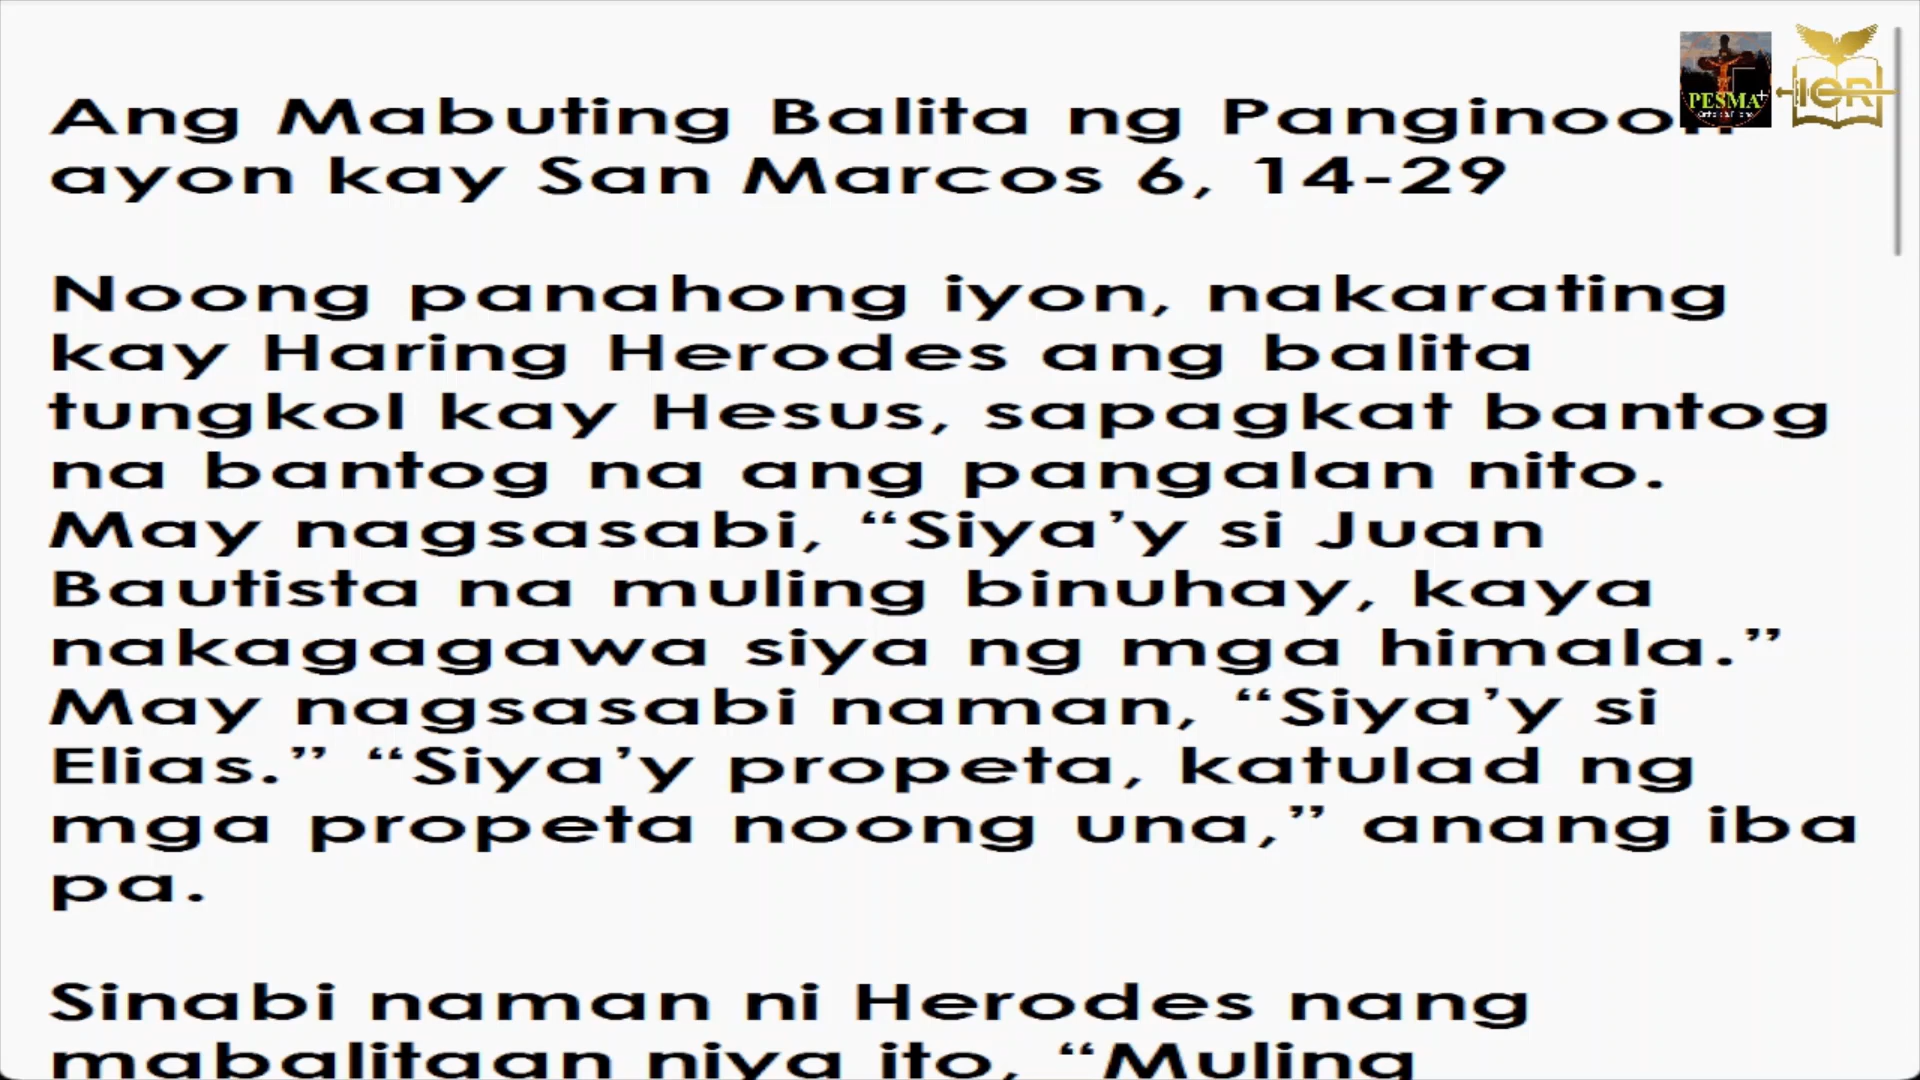 Ang Mabuting Balita ng Panginoon
ayon kay San Marcos 6, 14-29
Noong panahong iyon, nakarating
kay Haring Herodes ang balita
tungkol kay Hesus, sapagkat bantog
na bantog na ang pangalan nito.
May nagsasabi, “Siya’y si Juan
Bautista na muling binuhay, kaya
nakagagawa siya ng mga himala.”
May nagsasabi naman, “Siya’y si
Elias.” “Siya’y propeta, katulad ng
mga propeta noong una,” anang iba
pa.
Sinabi naman ni Herodes nang
mabalitaan niya ito, “Muling
PESMA